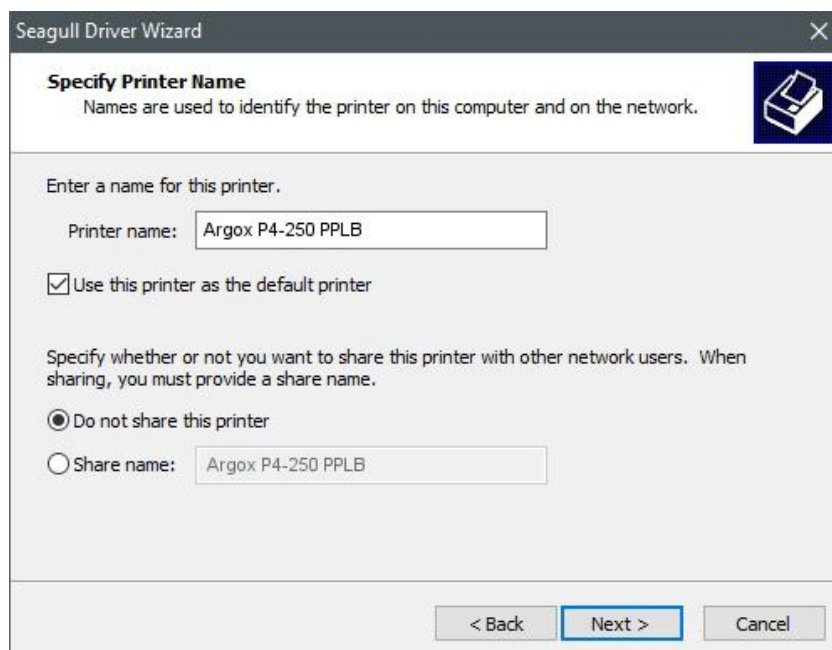 Seagull Driver Wizard
Specify Printer Name
Names are used to identify the printer on this computer and on the network.
Enter a name for this printer.
Printer name: Argox P4-250 PPLB
Use this printer as the default printer
Specify whether or not you want to share this printer with other network users. When
sharing, you must provide a share name.
Do not share this printer
Share name: Argox P4-250 PPLB
< Back Next > Cancel